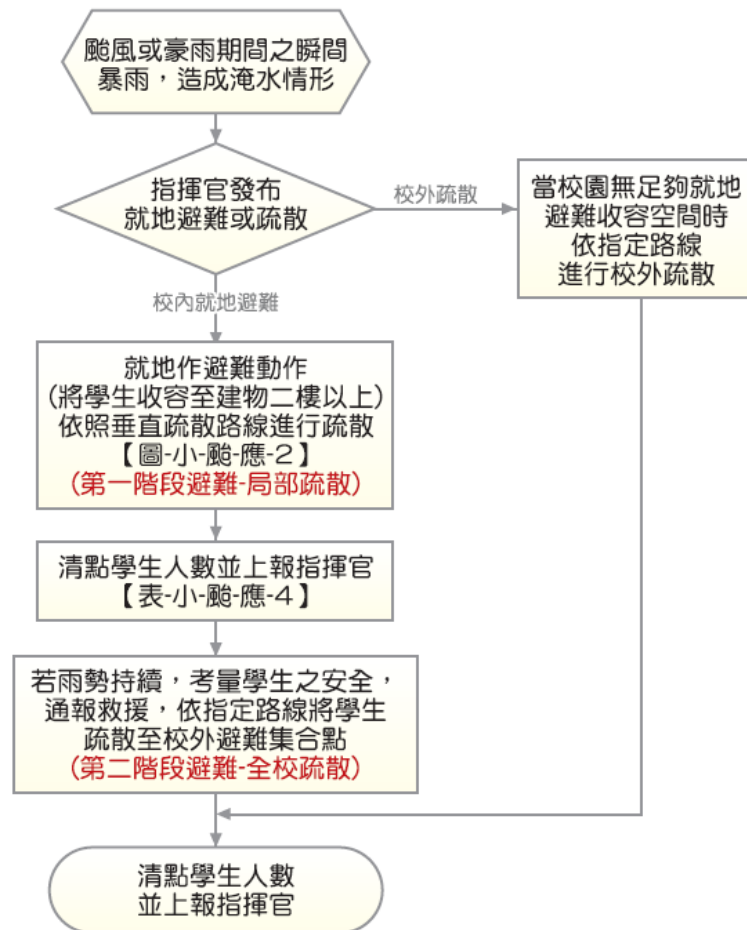 颱風或豪雨期間之瞬間
暴雨，造成淹水情形
指揮官發布
就地避難或疏散
校外疏散
當校園無足夠就地
避難收容空間時
依指定路線
進行校外疏散
校內就地避難
就地作避難動作
(將學生收容至建物二樓以上)
依照垂直疏散路線進行疏散
【圖-小-颱-應-2】
(第一階段避難-局部疏散)
清點學生人數並上報指揮官
【表-小-颱-應-4】
若雨勢持續，考量學生之安全，
通報救援，依指定路線將學生
疏散至校外避難集合點
(第二階段避難-全校疏散)
清點學生人數
並上報指揮官